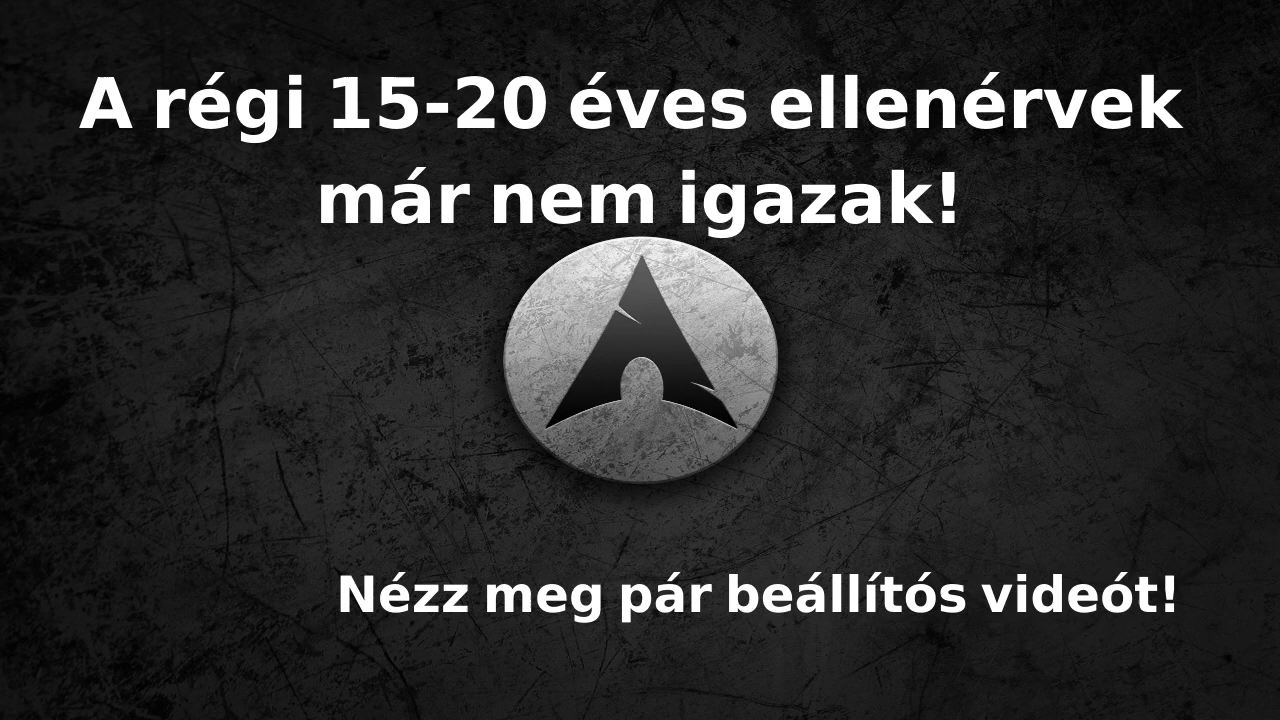 A régi 15-20 éves ellenérvek
már nem igazak!
Nézz meg pár beállítós videót!